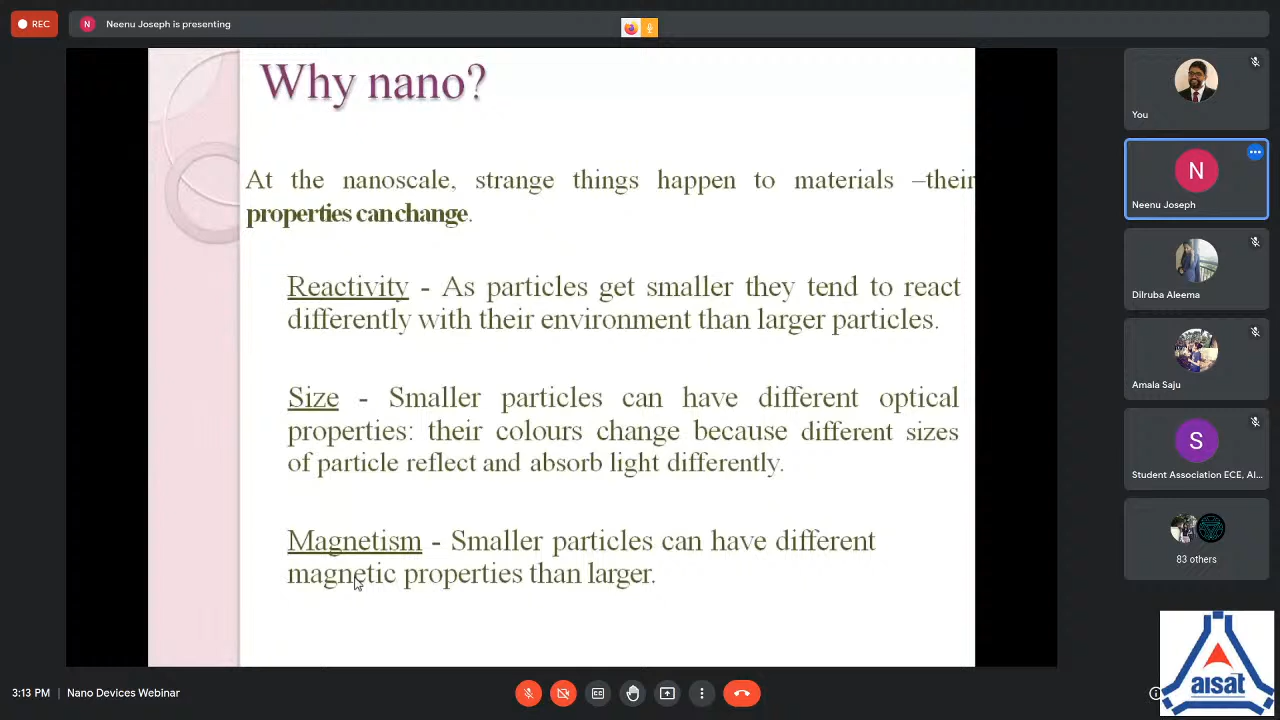 REC
N
Neenu Joseph is presenting
Why nano?
At the nanoscale, strange things happen to materials –their
properties can change.
Reactivity - As particles get smaller they tend to react
differently with their environment than larger particles.
Size - Smaller particles can have different optical
properties: their colours change because different sizes
of particle reflect and absorb light differently.
Magnetism - Smaller particles can have different
magnetic properties than larger.
You
N
Neenu Joseph
Dilruba Aleema
Amala Saju
S
Student Association ECE, AI...
83 others
3:13 PM | Nano Devices Webinar
CC
aisat